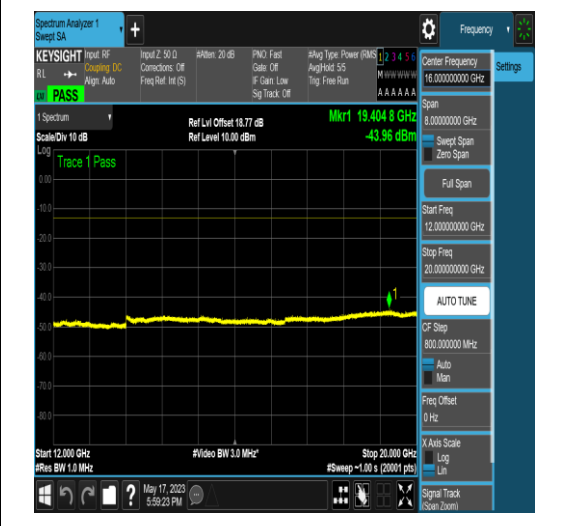 Spectrum Analyzer 1
Swept SA
+
Frequency
KEYSIGHT
RL
PASS
Input: RF
Coupling: DC
Align: Auto
Input Z: 50 Ω
Corrections: Off
Freq Ref: Int (S)
#Atten: 20 dB
PNO: Fast
Gate: Off
IF Gain: Low
Sig Track: Off
#Avg Type: Power (RMS
Avg|Hold: 5/5
Trig: Free Run
1 2 3 4 5 6
M W W W W W
A A A A A A
1 Spectrum
Scale/Div 10 dB
Ref Lvl Offset 18.77 dB
Ref Level 10.00 dBm
Mkr1 19.404 8 GHz
-43.96 dBm
Log
Trace 1 Pass
0.00
-10.0
-20.0
-30.0
-40.0
-50.0
-60.0
-70.0
-80.0
1
Start 12.000 GHz
#Res BW 1.0 MHz
#Video BW 3.0 MHz*
Stop 20.000 GHz
#Sweep ~1.00 s (20001 pts)
May 17, 2023
5:59:23 PM
?
Center Frequency
16.000000000 GHz
Settings
Span
8.00000000 GHz
Swept Span
Zero Span
Full Span
Start Freq
12.000000000 GHz
Stop Freq
20.000000000 GHz
AUTO TUNE
CF Step
800.000000 MHz
Auto
Man
Freq Offset
0 Hz
X Axis Scale
Log
Lin
Signal Track
(Span Zoom)